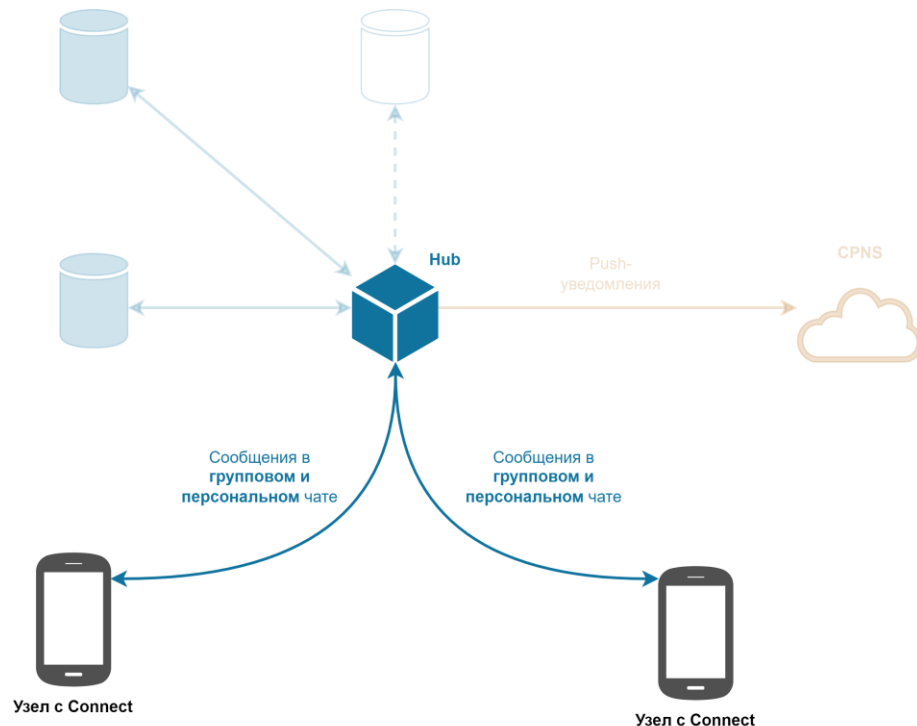 Hub
CPNS
Push-
уведомления
Сообщения в
групповом и
персональном чате
Сообщения в
групповом и
персональном чате
Узел с Connect
Узел с Connect